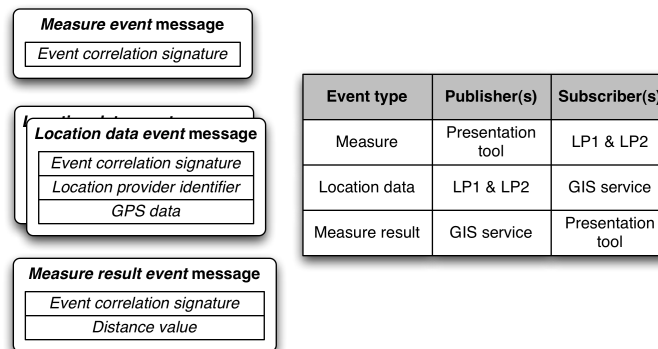 Measure event message
Event correlation signature
Location data event message
Event correlation signature
Location provider identifier
GPS data
Measure result event message
Event correlation signature
Distance value
Event type Publisher(s) Subscriber(s)
Measure Presentation tool LP1 & LP2
Location data LP1 & LP2 GIS service
Measure result GIS service Presentation tool